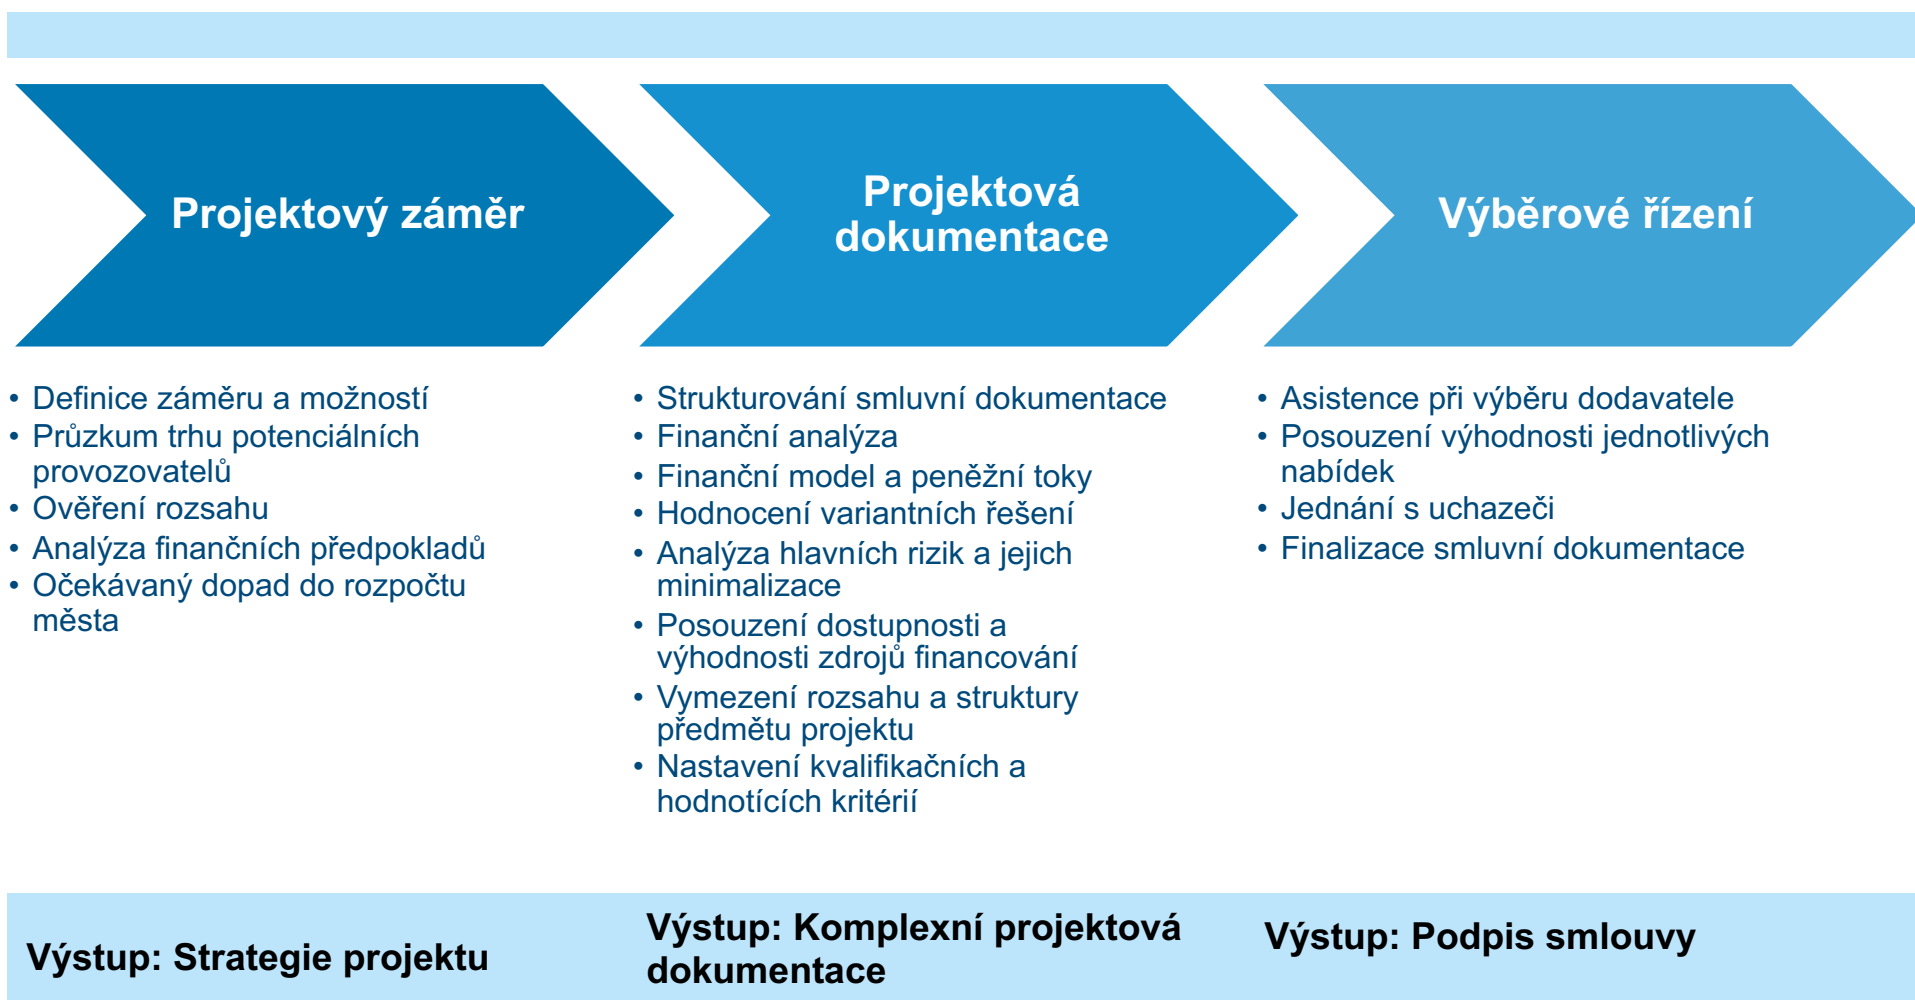 Projektový záměr
Projektová
dokumentace
Výběrové řízení
• Definice záměru a možností
• Průzkum trhu potenciálních
provozovatelů
• Ověření rozsahu
• Analýza finančních předpokladů
• Očekávaný dopad do rozpočtu
města
• Strukturování smluvní dokumentace
• Finanční analýza
• Finanční model a peněžní toky
• Hodnocení variantních řešení
• Analýza hlavních rizik a jejich
minimalizace
• Posouzení dostupnosti a
výhodnosti zdrojů financování
• Vymezení rozsahu a struktury
předmětu projektu
• Nastavení kvalifikačních a
hodnotících kritérií
• Asistence při výběru dodavatele
• Posouzení výhodnosti jednotlivých
nabídek
• Jednání s uchazeči
• Finalizace smluvní dokumentace
Výstup: Strategie projektu
Výstup: Komplexní projektová
dokumentace
Výstup: Podpis smlouvy